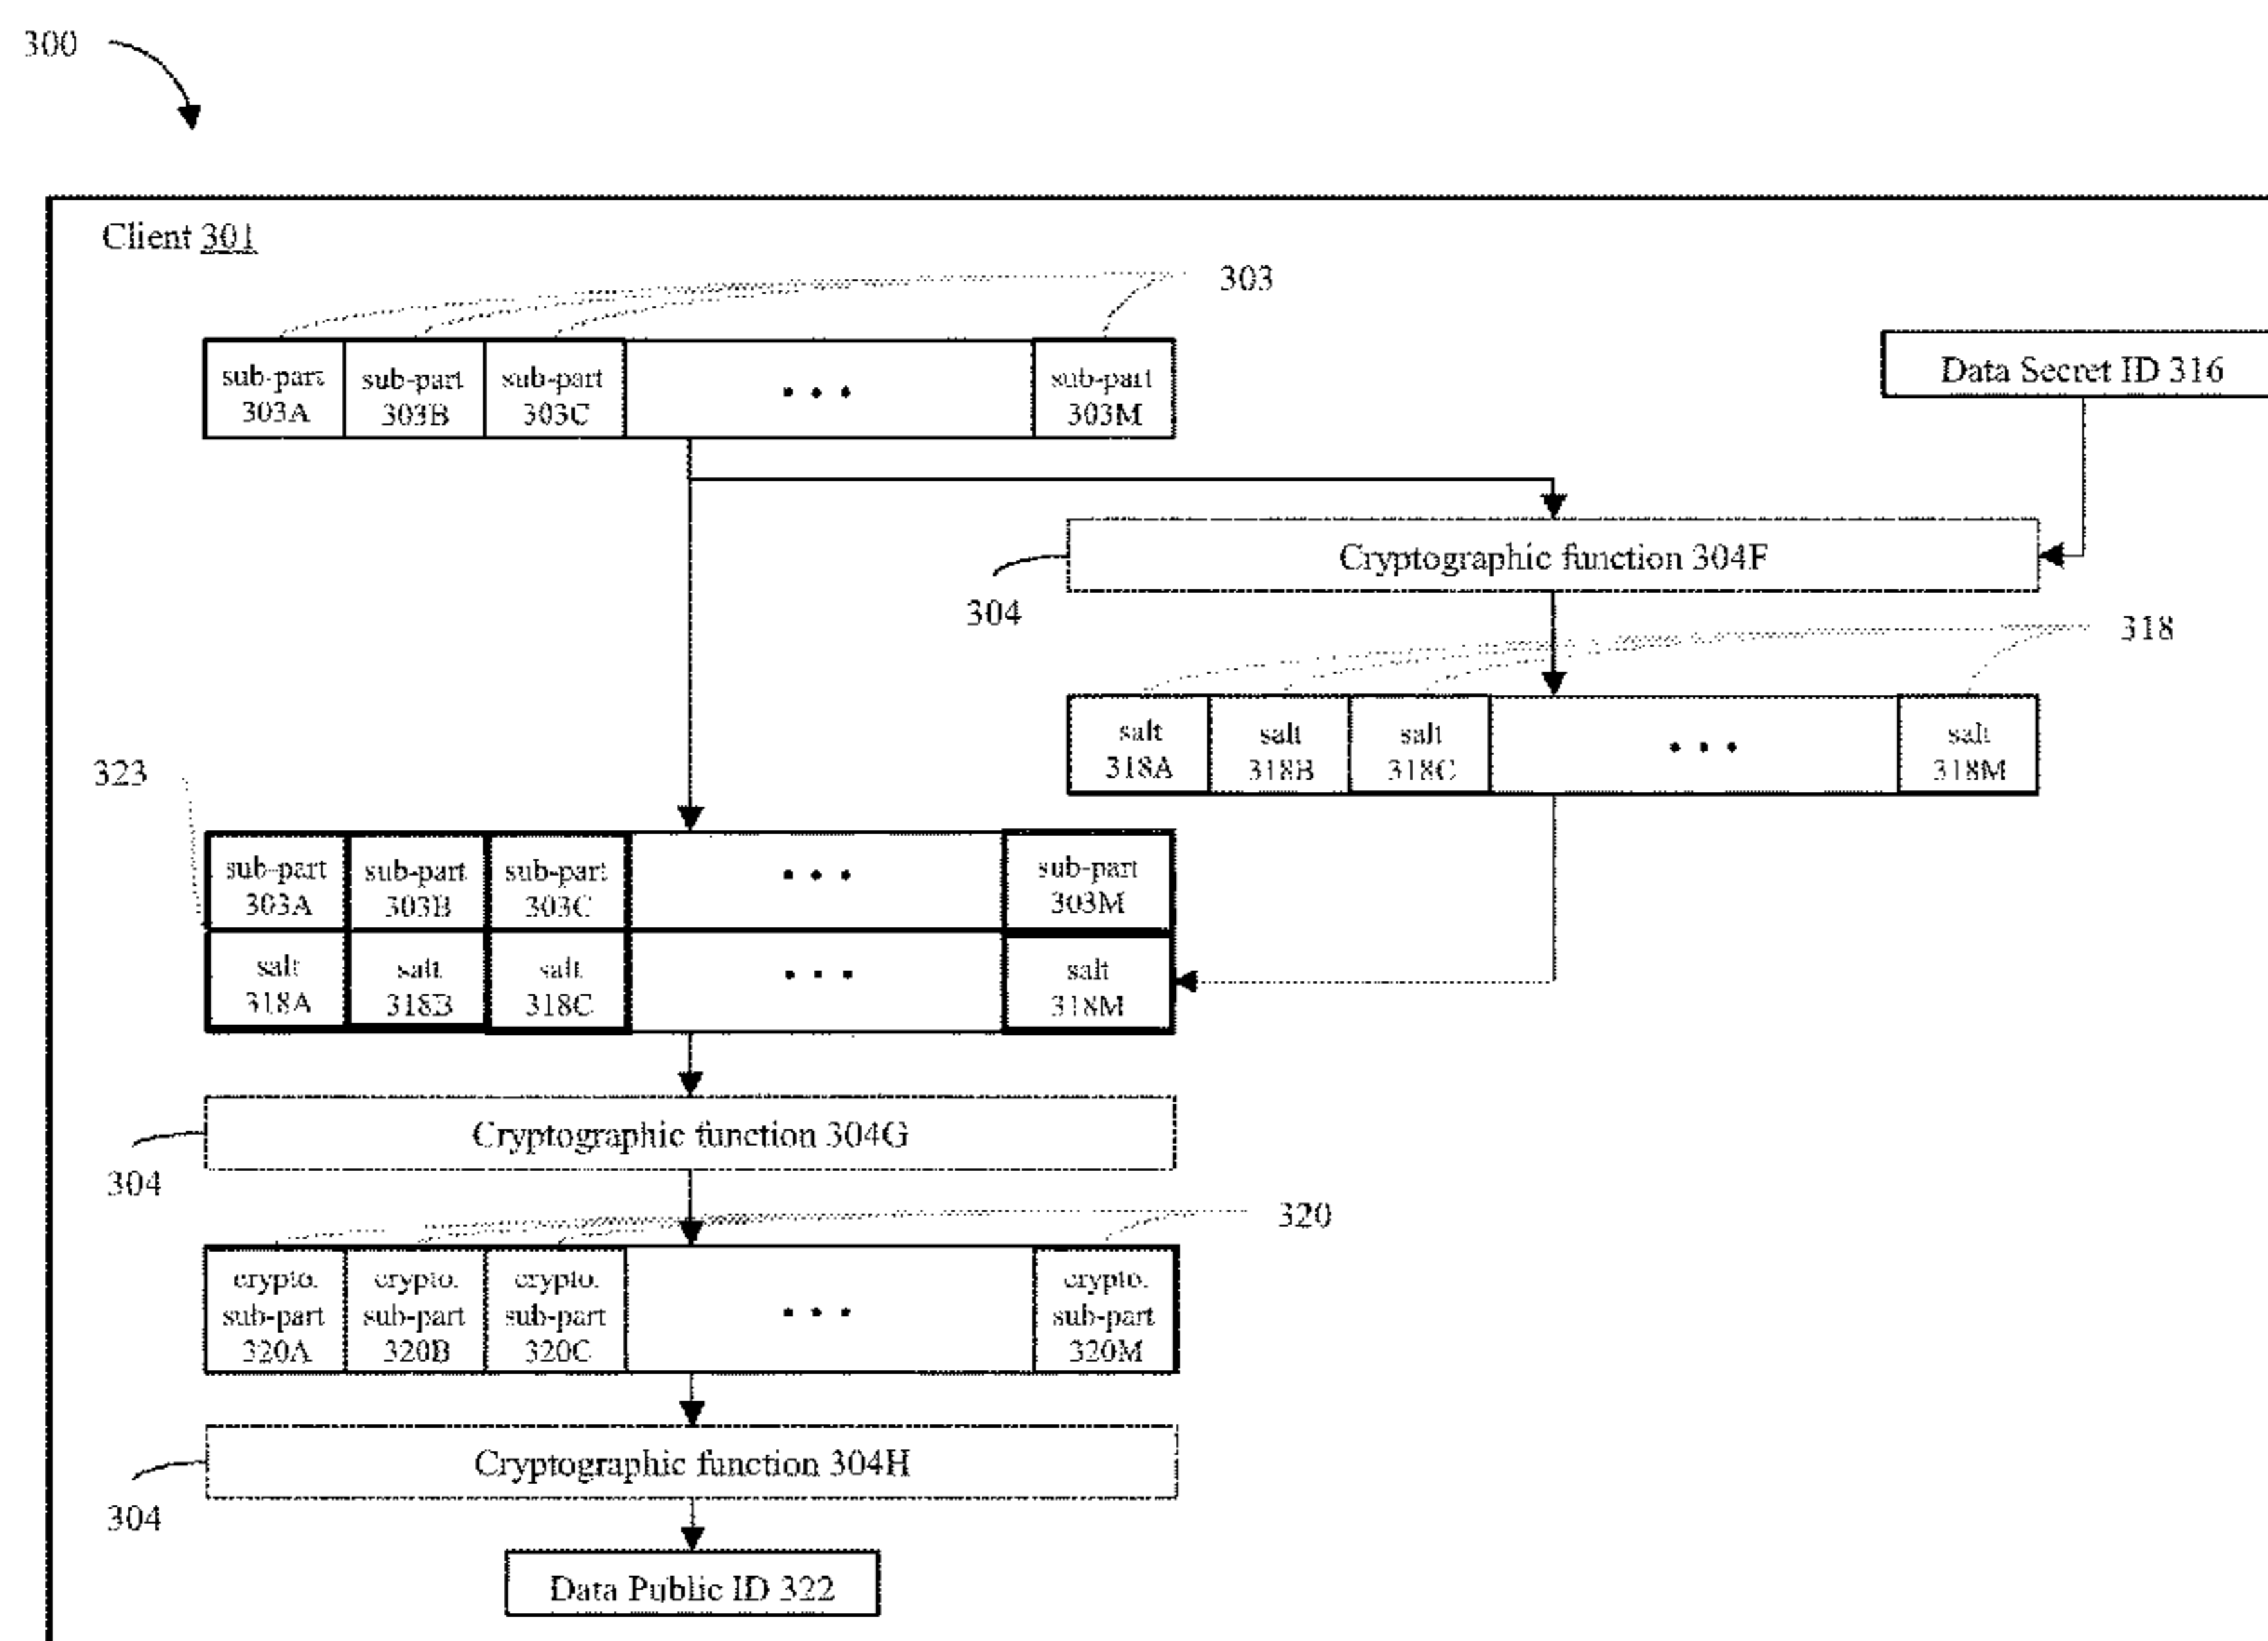 300
Client 301
303
sub-part
303A
sub-part
303B
sub-part
303C
• • •
sub-part
303M
Data Secret ID 316
Cryptographic function 304F
304
318
salt
318A
salt
318B
salt
318C
• • •
salt
318M
323
sub-part
303A
sub-part
303B
sub-part
303C
• • •
sub-part
303M
salt
318A
salt
318B
salt
318C
• • •
salt
318M
Cryptographic function 304G
304
320
crypto.
sub-part
320A
crypto.
sub-part
320B
crypto.
sub-part
320C
• • •
crypto.
sub-part
320M
Cryptographic function 304H
304
Data Public ID 322